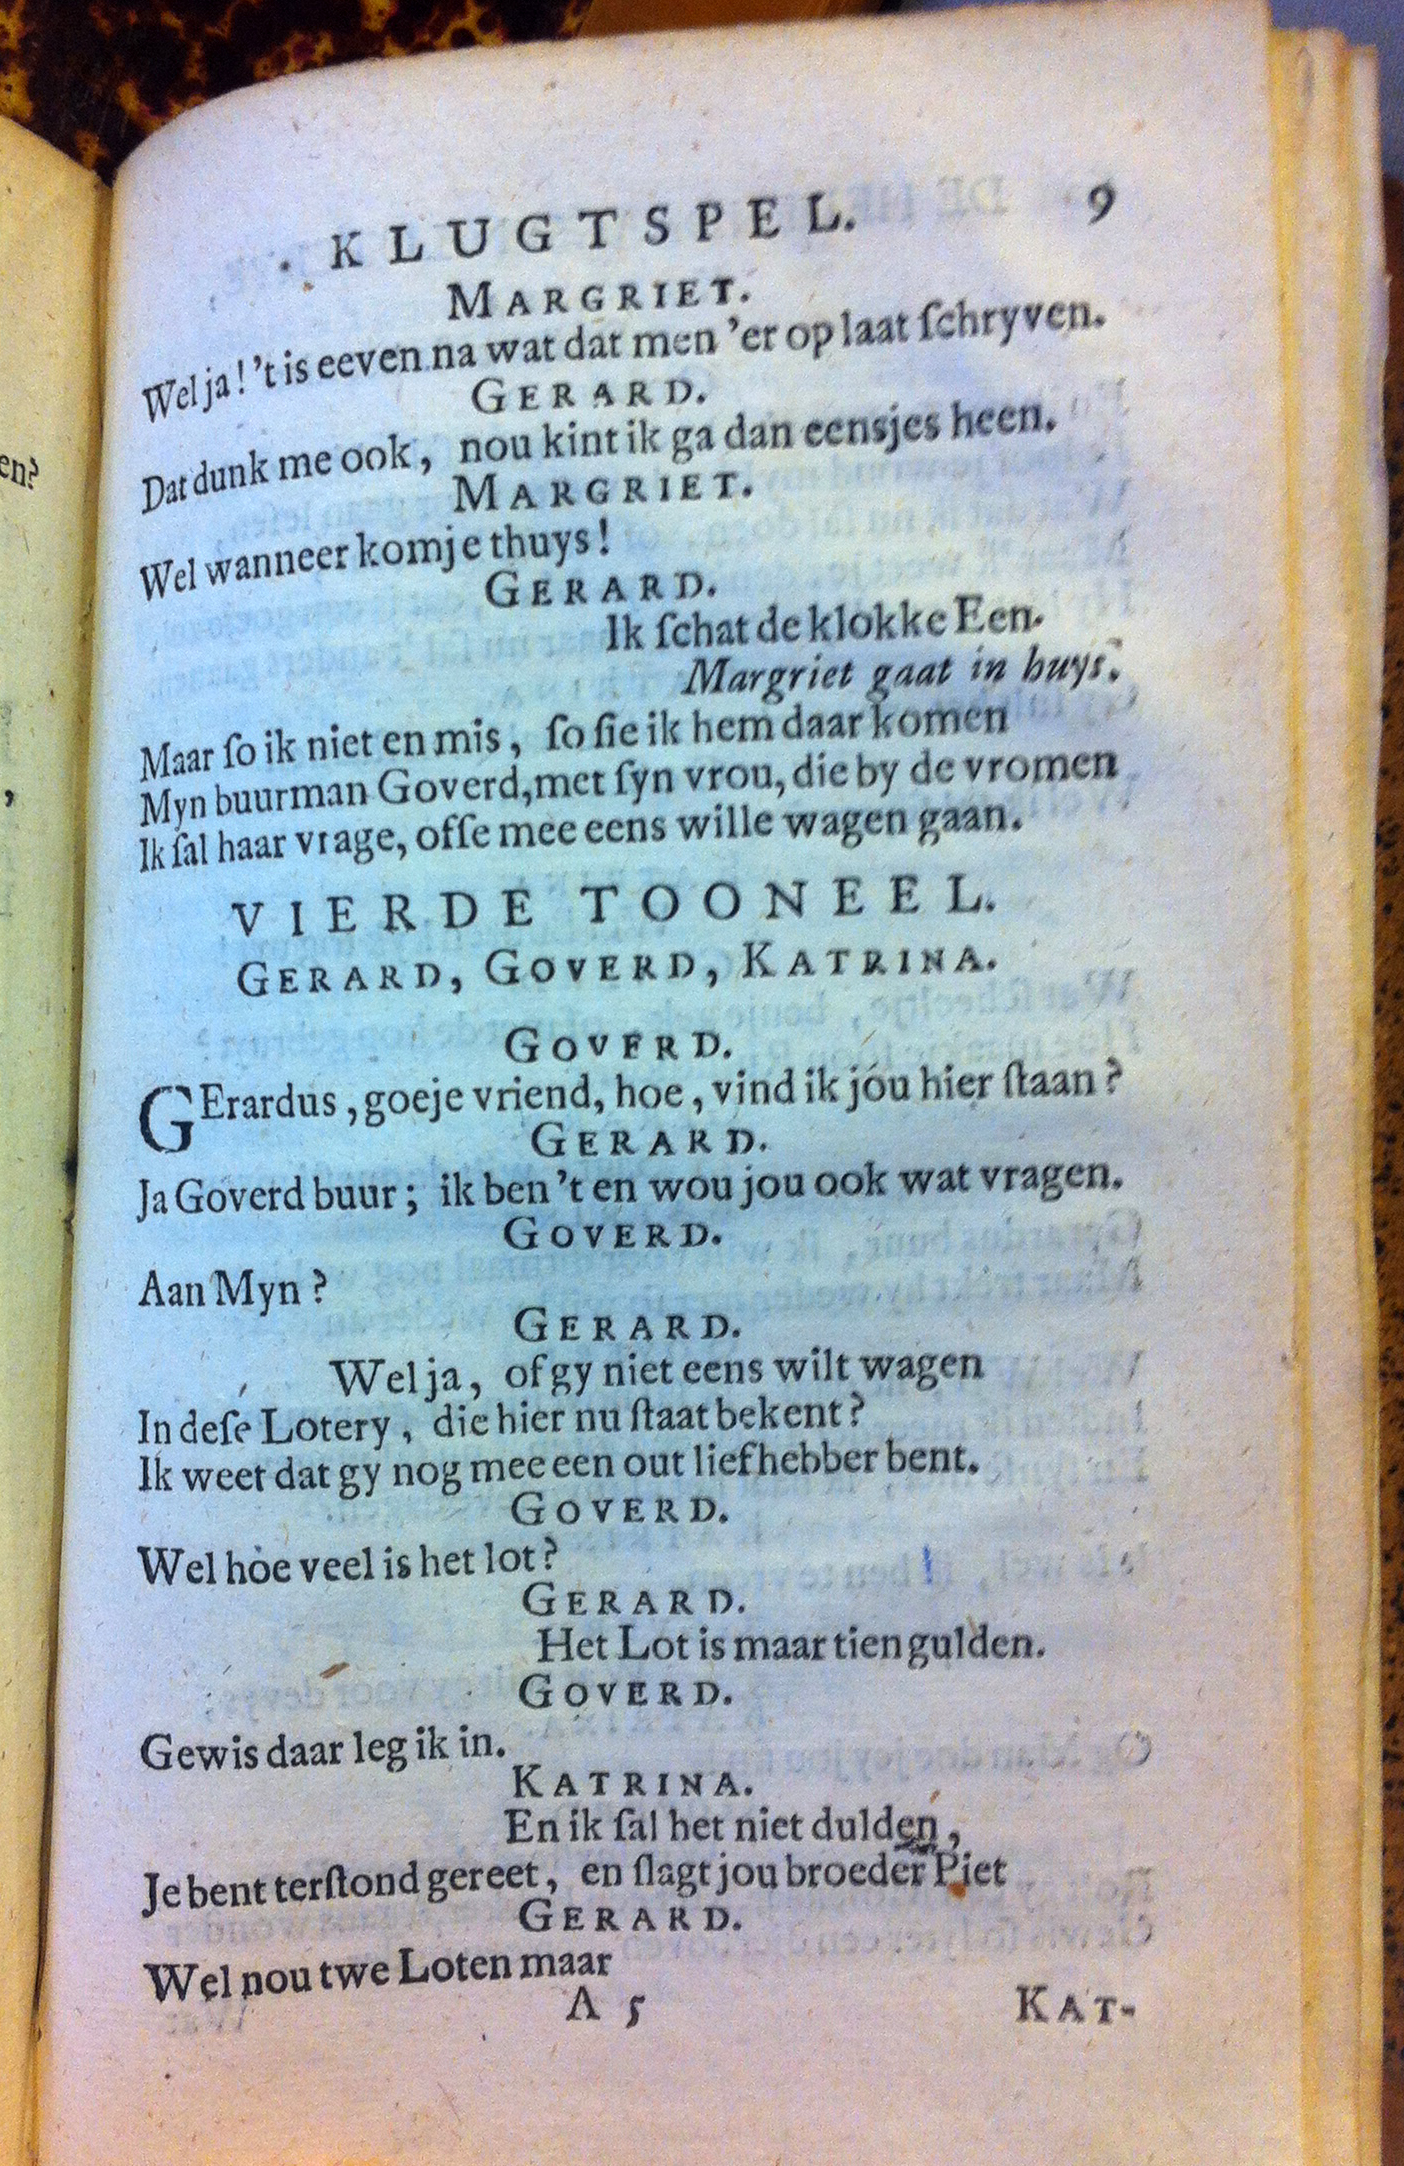 KLUGTSPEL. 9
MARGRIET.
Wel ja! 't is eeven na wat dat men 'er op laat ſchryven.
GERARD.
Dat dunk me ook, nou kint ik ga dan eensjes heen.
MARGRIET.
Wel wanneer kom je thuys!
GERARD.
Ik ſchat de klokke Een.
Margriet gaat in huys.
Maar ſo ik niet en mis, ſo ſie ik hem daar komen
Myn buurman Goverd, met ſyn vrou, die by de vromen
Ik ſal haar vrage, ofſe mee eens wille wagen gaan.
VIERDE TOONEEL.
GERARD, GOVERD, KATRINA.
GOVERD.
GErardus, goeje vriend, hoe, vind ik jou hier ſtaan?
GERARD.
Ja Goverd buur; ik ben 't en wou jou ook wat vragen.
GOVERD.
Aan Myn?
GERARD.
Wel ja, of gy niet eens wilt wagen
In deſe Lotery, die hier nu ſtaat bekent?
Ik weet dat gy nog mee een out liefhebber bent.
GOVERD.
Wel hoe veel is het lot?
GERARD.
Het Lot is maar tien gulden.
GOVERD.
Gewis daar leg ik in.
KATRINA.
En ik ſal het niet dulden,
Je bent terſtond gereet, en ſlagt jou broeder Piet
GERARD.
Wel nou twe Loten maar
A 5 KAT-
en?
,